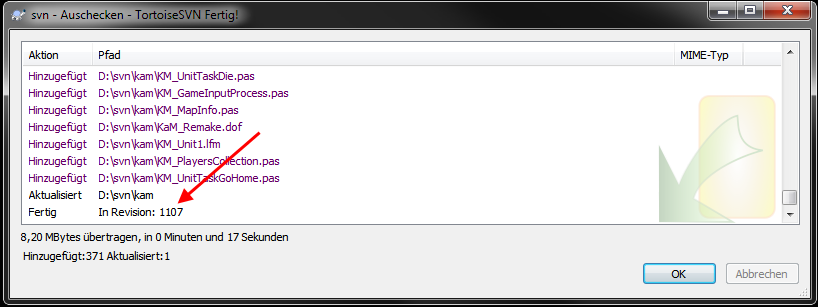 svn - Auschecken - TortoiseSVN Fertig!
Aktion Pfad MIME-Typ
Hinzugefügt D:\svn\kam\KM_UnitTaskDie.pas
Hinzugefügt D:\svn\kam\KM_GameInputProcess.pas
Hinzugefügt D:\svn\kam\KM_MapInfo.pas
Hinzugefügt D:\svn\kam\KaM_Remake.dof
Hinzugefügt D:\svn\kam\KM_Unit1.lfm
Hinzugefügt D:\svn\kam\KM_PlayersCollection.pas
Hinzugefügt D:\svn\kam\KM_UnitTaskGoHome.pas
Aktualisiert D:\svn\kam
Fertig In Revision: 1107
8,20 MBytes übertragen, in 0 Minuten und 17 Sekunden
Hinzugefügt:371 Aktualisiert:1
OK Abbrechen